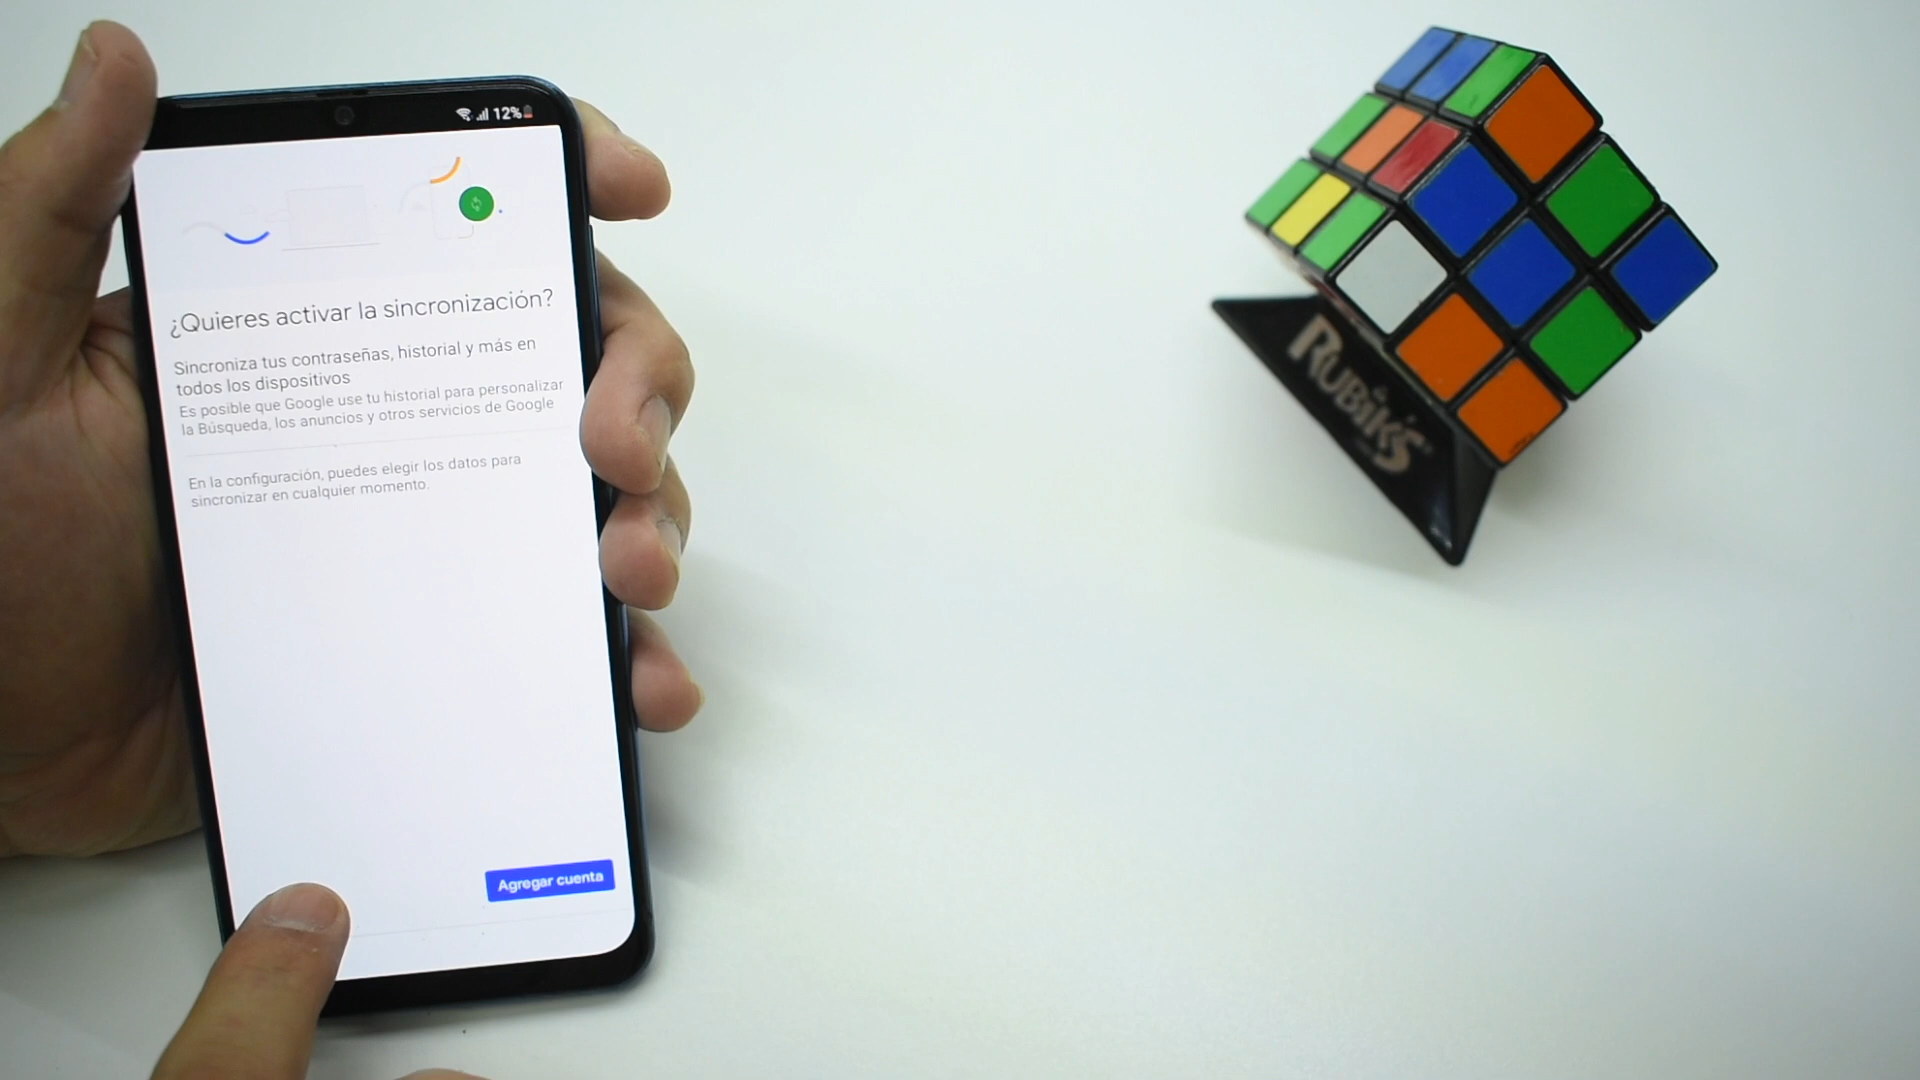 12%
¿Quieres activar la sincronización?
Sincroniza tus contraseñas, historial y más en
todos los dispositivos
Es posible que Google use tu historial para personalizar
la Búsqueda, los anuncios y otros servicios de Google
En la configuración, puedes elegir los datos para
sincronizar en cualquier momento.
Agregar cuenta
RUBIK'S